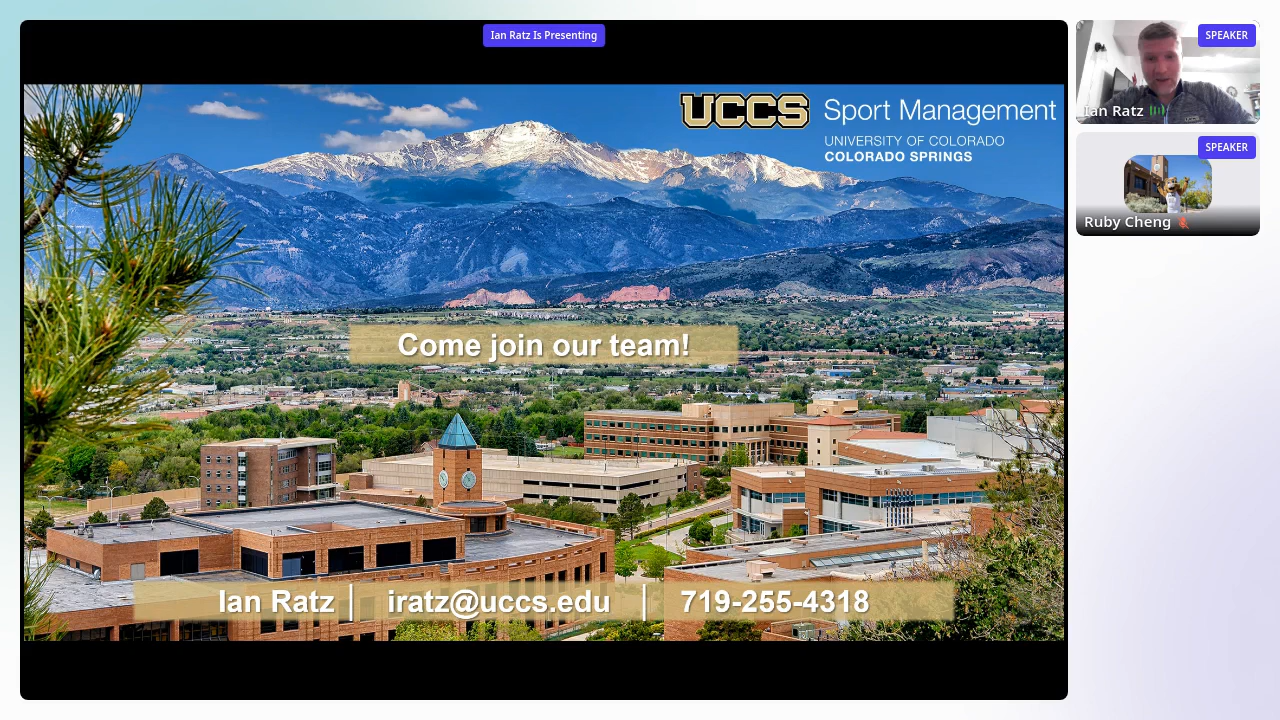 Ian Ratz Is Presenting
SPEAKER
Ian Ratz
SPEAKER
Ruby Cheng
UCCS Sport Management
UNIVERSITY OF COLORADO
COLORADO SPRINGS
Come join our team!
Ian Ratz | iratz@uccs.edu | 719-255-4318